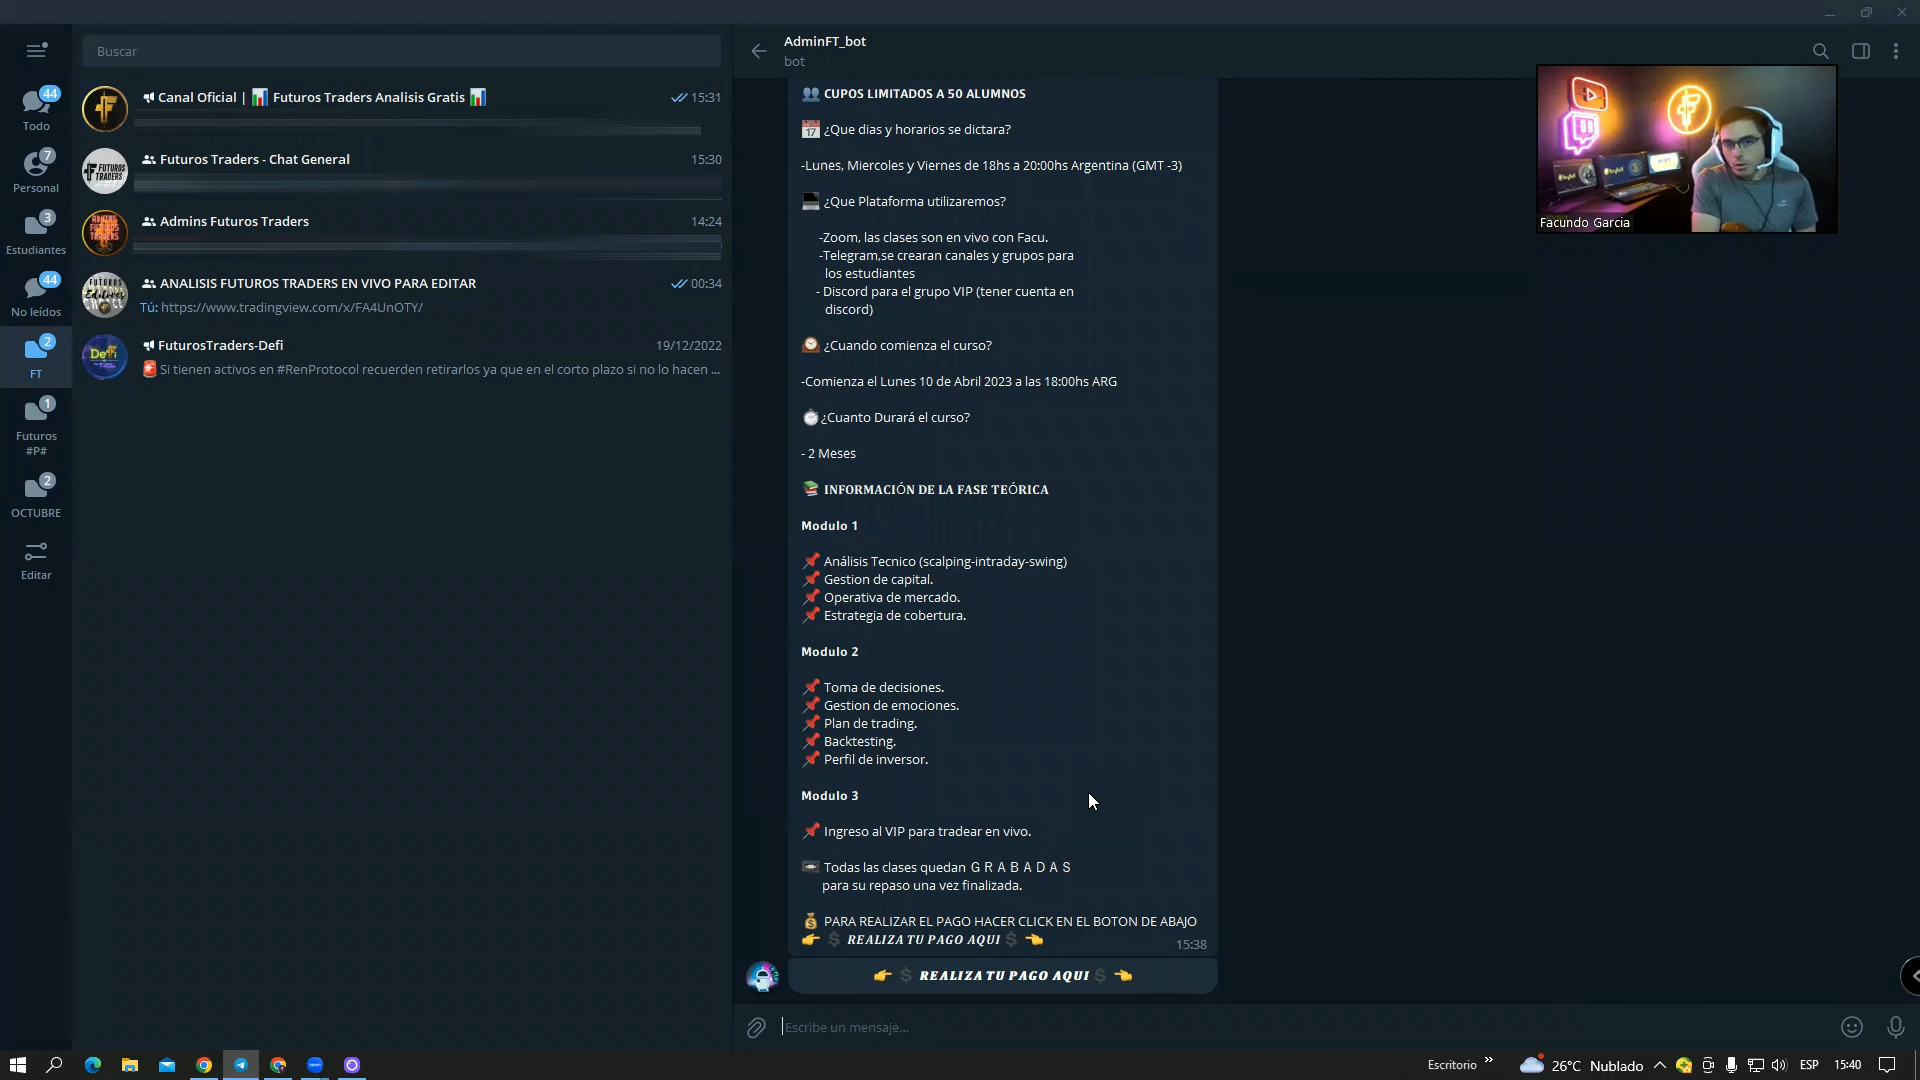 Buscar
44
Todo
7
Personal
3
Estudiantes
44
No leídos
2
FT
1
Futuros
#P#
2
OCTUBRE
Editar
Canal Oficial | 📊 Futuros Traders Analisis Gratis 📊
15:31
Futuros Traders - Chat General
15:30
Admins Futuros Traders
14:24
ANALISIS FUTUROS TRADERS EN VIVO PARA EDITAR
00:34
Tú: https://www.tradingview.com/x/FA4UnOTY/
FuturosTraders-Defi
19/12/2022
🚨Si tienen activos en #RenProtocol recuerden retirarlos ya que en el corto plazo si no lo hacen ...
AdminFT_bot
bot
👥 CUPOS LIMITADOS A 50 ALUMNOS
📅 ¿Que dias y horarios se dictara?
-Lunes, Miercoles y Viernes de 18hs a 20:00hs Argentina (GMT -3)
💻 ¿Que Plataforma utilizaremos?
-Zoom, las clases son en vivo con Facu.
-Telegram,se crearan canales y grupos para
los estudiantes
- Discord para el grupo VIP (tener cuenta en
discord)
🕰 ¿Cuando comienza el curso?
-Comienza el Lunes 10 de Abril 2023 a las 18:00hs ARG
⏱¿Cuanto Durará el curso?
- 2 Meses
📚 INFORMACIÓN DE LA FASE TEÓRICA
Modulo 1
📌 Análisis Tecnico (scalping-intraday-swing)
📌 Gestion de capital.
📌 Operativa de mercado.
📌 Estrategia de cobertura.
Modulo 2
📌 Toma de decisiones.
📌 Gestion de emociones.
📌 Plan de trading.
📌 Backtesting.
📌 Perfil de inversor.
Modulo 3
📌 Ingreso al VIP para tradear en vivo.
📼 Todas las clases quedan G R A B A D A S
para su repaso una vez finalizada.
💰 PARA REALIZAR EL PAGO HACER CLICK EN EL BOTON DE ABAJO
👉 💲 REALIZA TU PAGO AQUI 💲 👈
15:38
👉 💲 REALIZA TU PAGO AQUI 💲 👈
Escribe un mensaje...
Facundo Garcia
Escritorio
26°C Nublado
ESP
15:40